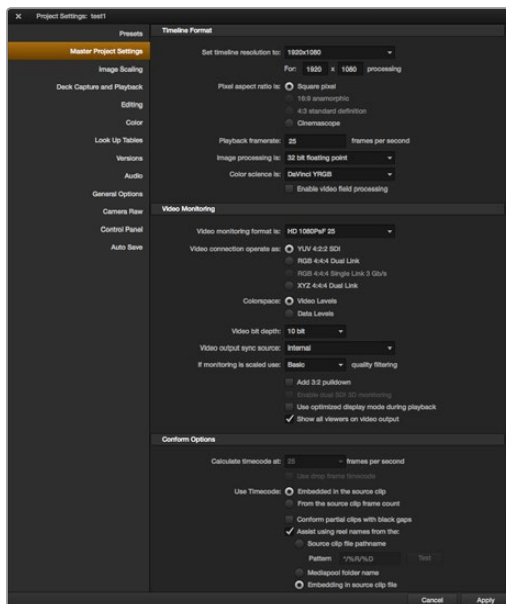 Project Settings: test1
Presets
Master Project Settings
Image Scaling
Deck Capture and Playback
Editing
Color
Look Up Tables
Versions
Audio
General Options
Camera Raw
Control Panel
Auto Save
Timeline Format
Set timeline resolution to: 1920x1080
For: 1920 x 1080 processing
Pixel aspect ratio is: Square pixel
16:9 anamorphic
4:3 standard definition
Cinemascope
Playback framerate: 25 frames per second
Image processing is: 32 bit floating point
Color science is: DaVinci YRGB
Enable video field processing
Video Monitoring
Video monitoring format is: HD 1080PsF 25
Video connection operate as: YUV 4:2:2 SDI
RGB 4:4:4 Dual Link
RGB 4:4:4 Single Link 3 Gb/s
XYZ 4:4:4 Dual Link
Colorspace: Video Levels
Data Levels
Video bit depth: 10 bit
Video output sync source: Internal
If monitoring is scaled use: Basic quality filtering
Add 3:2 pulldown
Enable dual SDI 3D monitoring
Use optimized display mode during playback
Show all viewers on video output
Conform Options
Calculate timecode at: 25 frames per second
Use drop frame timecode
Use Timecode: Embedded in the source clip
From the source clip frame count
Conform partial clips with black gaps
Assist using reel names from the:
Source clip file pathname
Pattern */%R/%D Test
Mediapool folder name
Embedding in source clip file
Cancel Apply